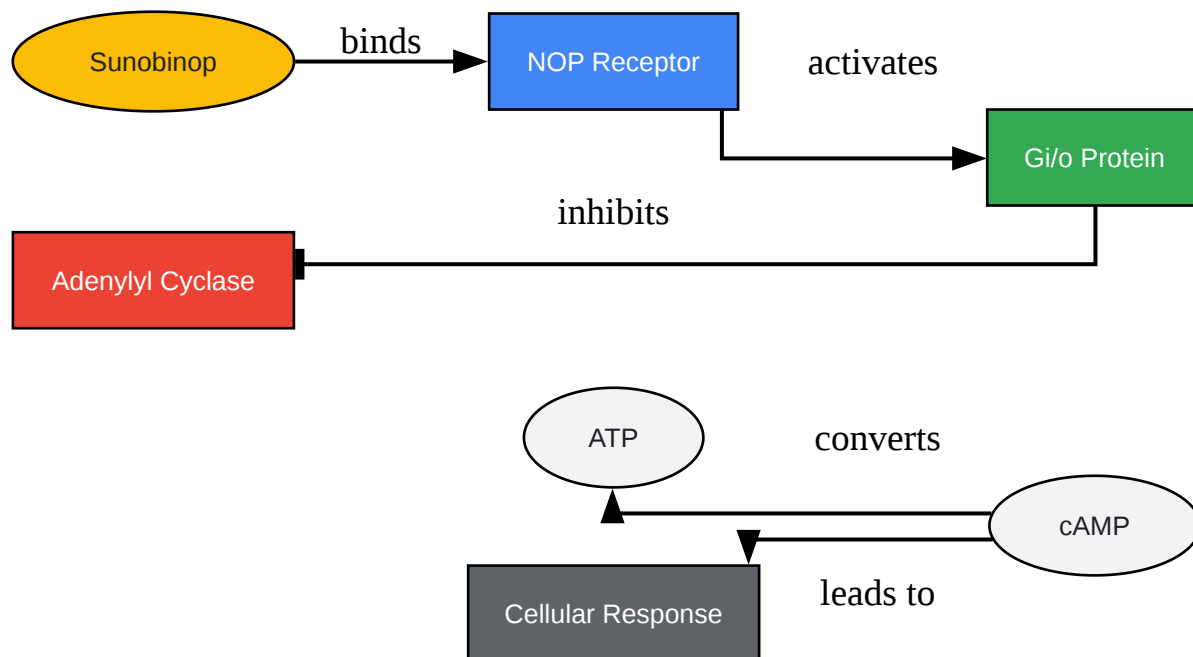 Sunobinop
binds
NOP Receptor
activates
Gi/o Protein
inhibits
Adenylyl Cyclase
ATP
converts
cAMP
leads to
Cellular Response